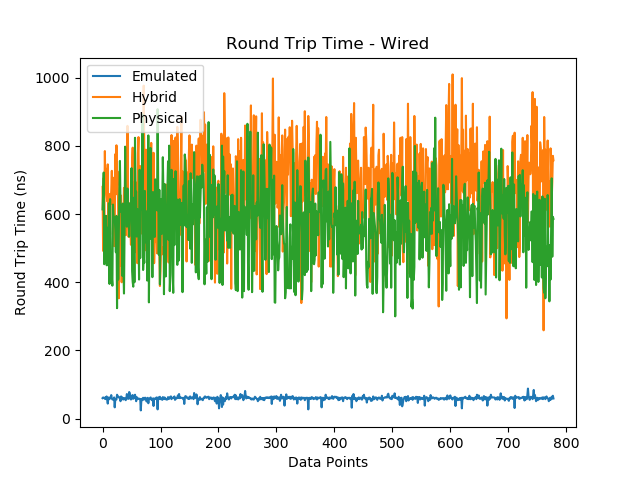 Round Trip Time - Wired
Emulated
Hybrid
Physical
Round Trip Time (ns)
1000
800
600
400
200
0
0 100 200 300 400 500 600 700 800
Data Points